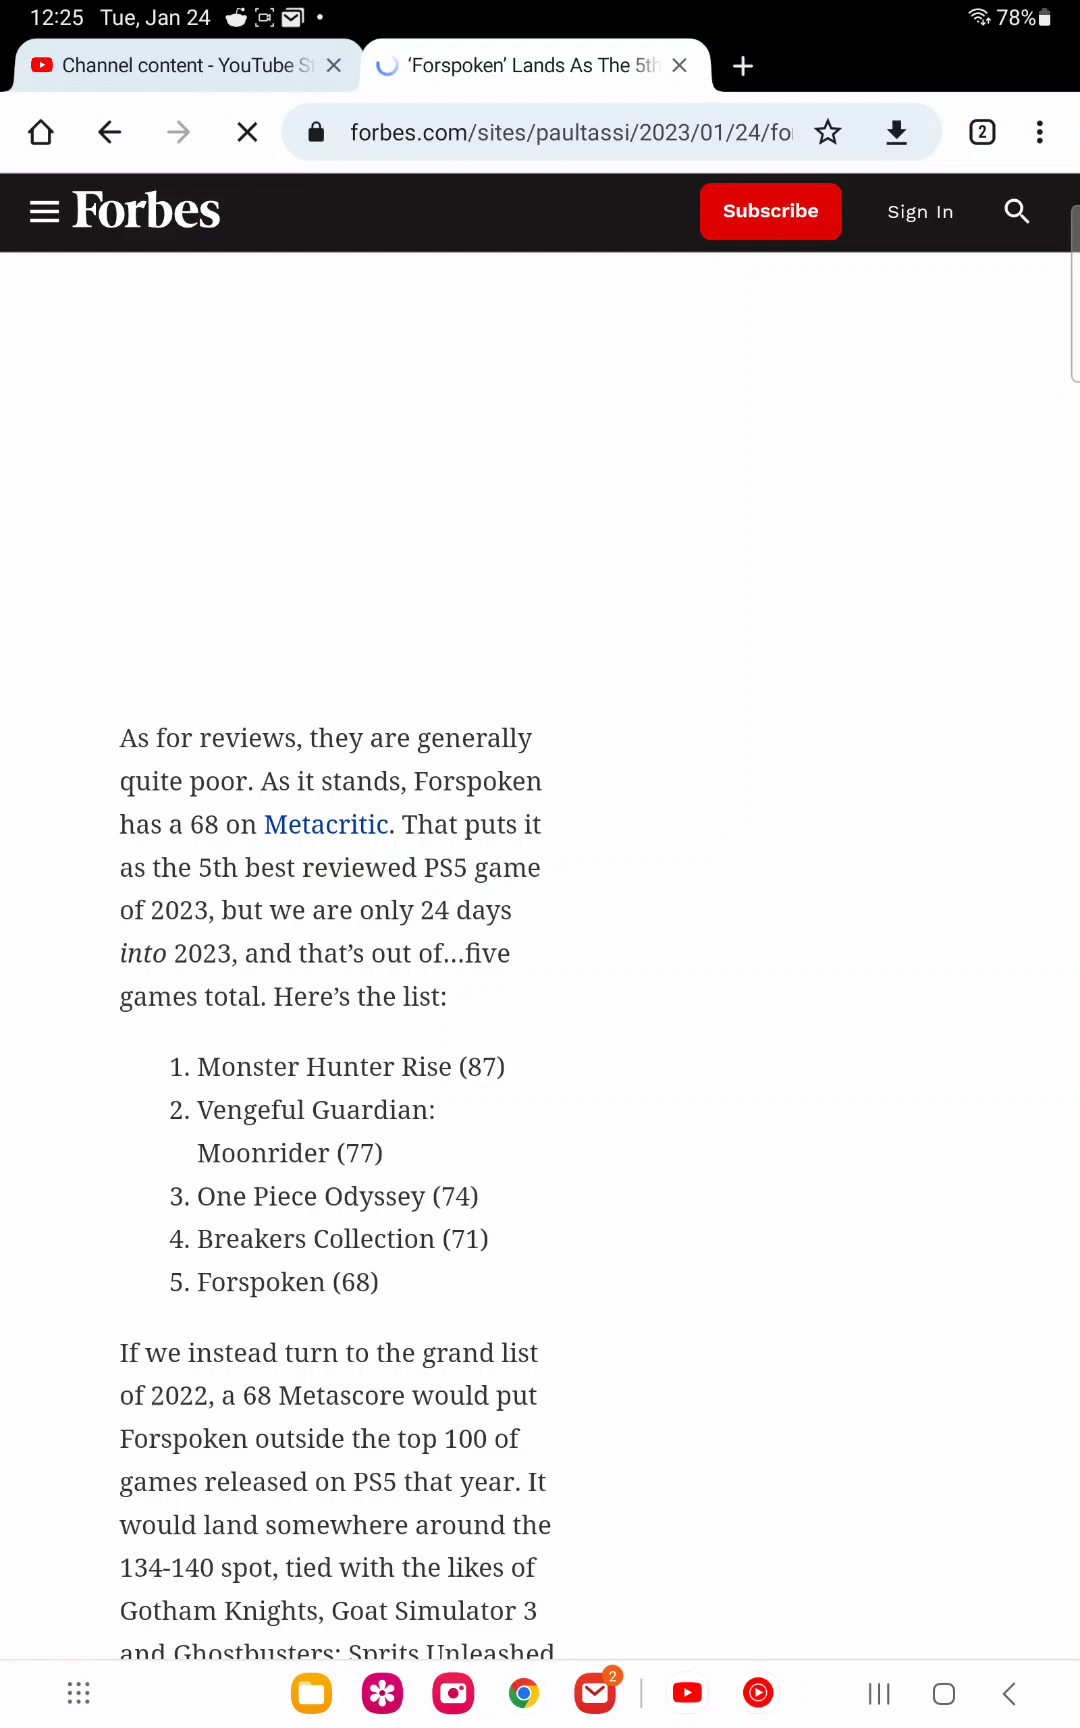 12:25 Tue, Jan 24
78%
Channel content - YouTube S
'Forspoken' Lands As The 5th
forbes.com/sites/paultassi/2023/01/24/fo
2
Forbes
Subscribe
Sign In
As for reviews, they are generally
quite poor. As it stands, Forspoken
has a 68 on Metacritic. That puts it
as the 5th best reviewed PS5 game
of 2023, but we are only 24 days
into 2023, and that’s out of...five
games total. Here’s the list:
1. Monster Hunter Rise (87)
2. Vengeful Guardian:
Moonrider (77)
3. One Piece Odyssey (74)
4. Breakers Collection (71)
5. Forspoken (68)
If we instead turn to the grand list
of 2022, a 68 Metascore would put
Forspoken outside the top 100 of
games released on PS5 that year. It
would land somewhere around the
134-140 spot, tied with the likes of
Gotham Knights, Goat Simulator 3
and Ghostbusters: Sprits Unleashed
2